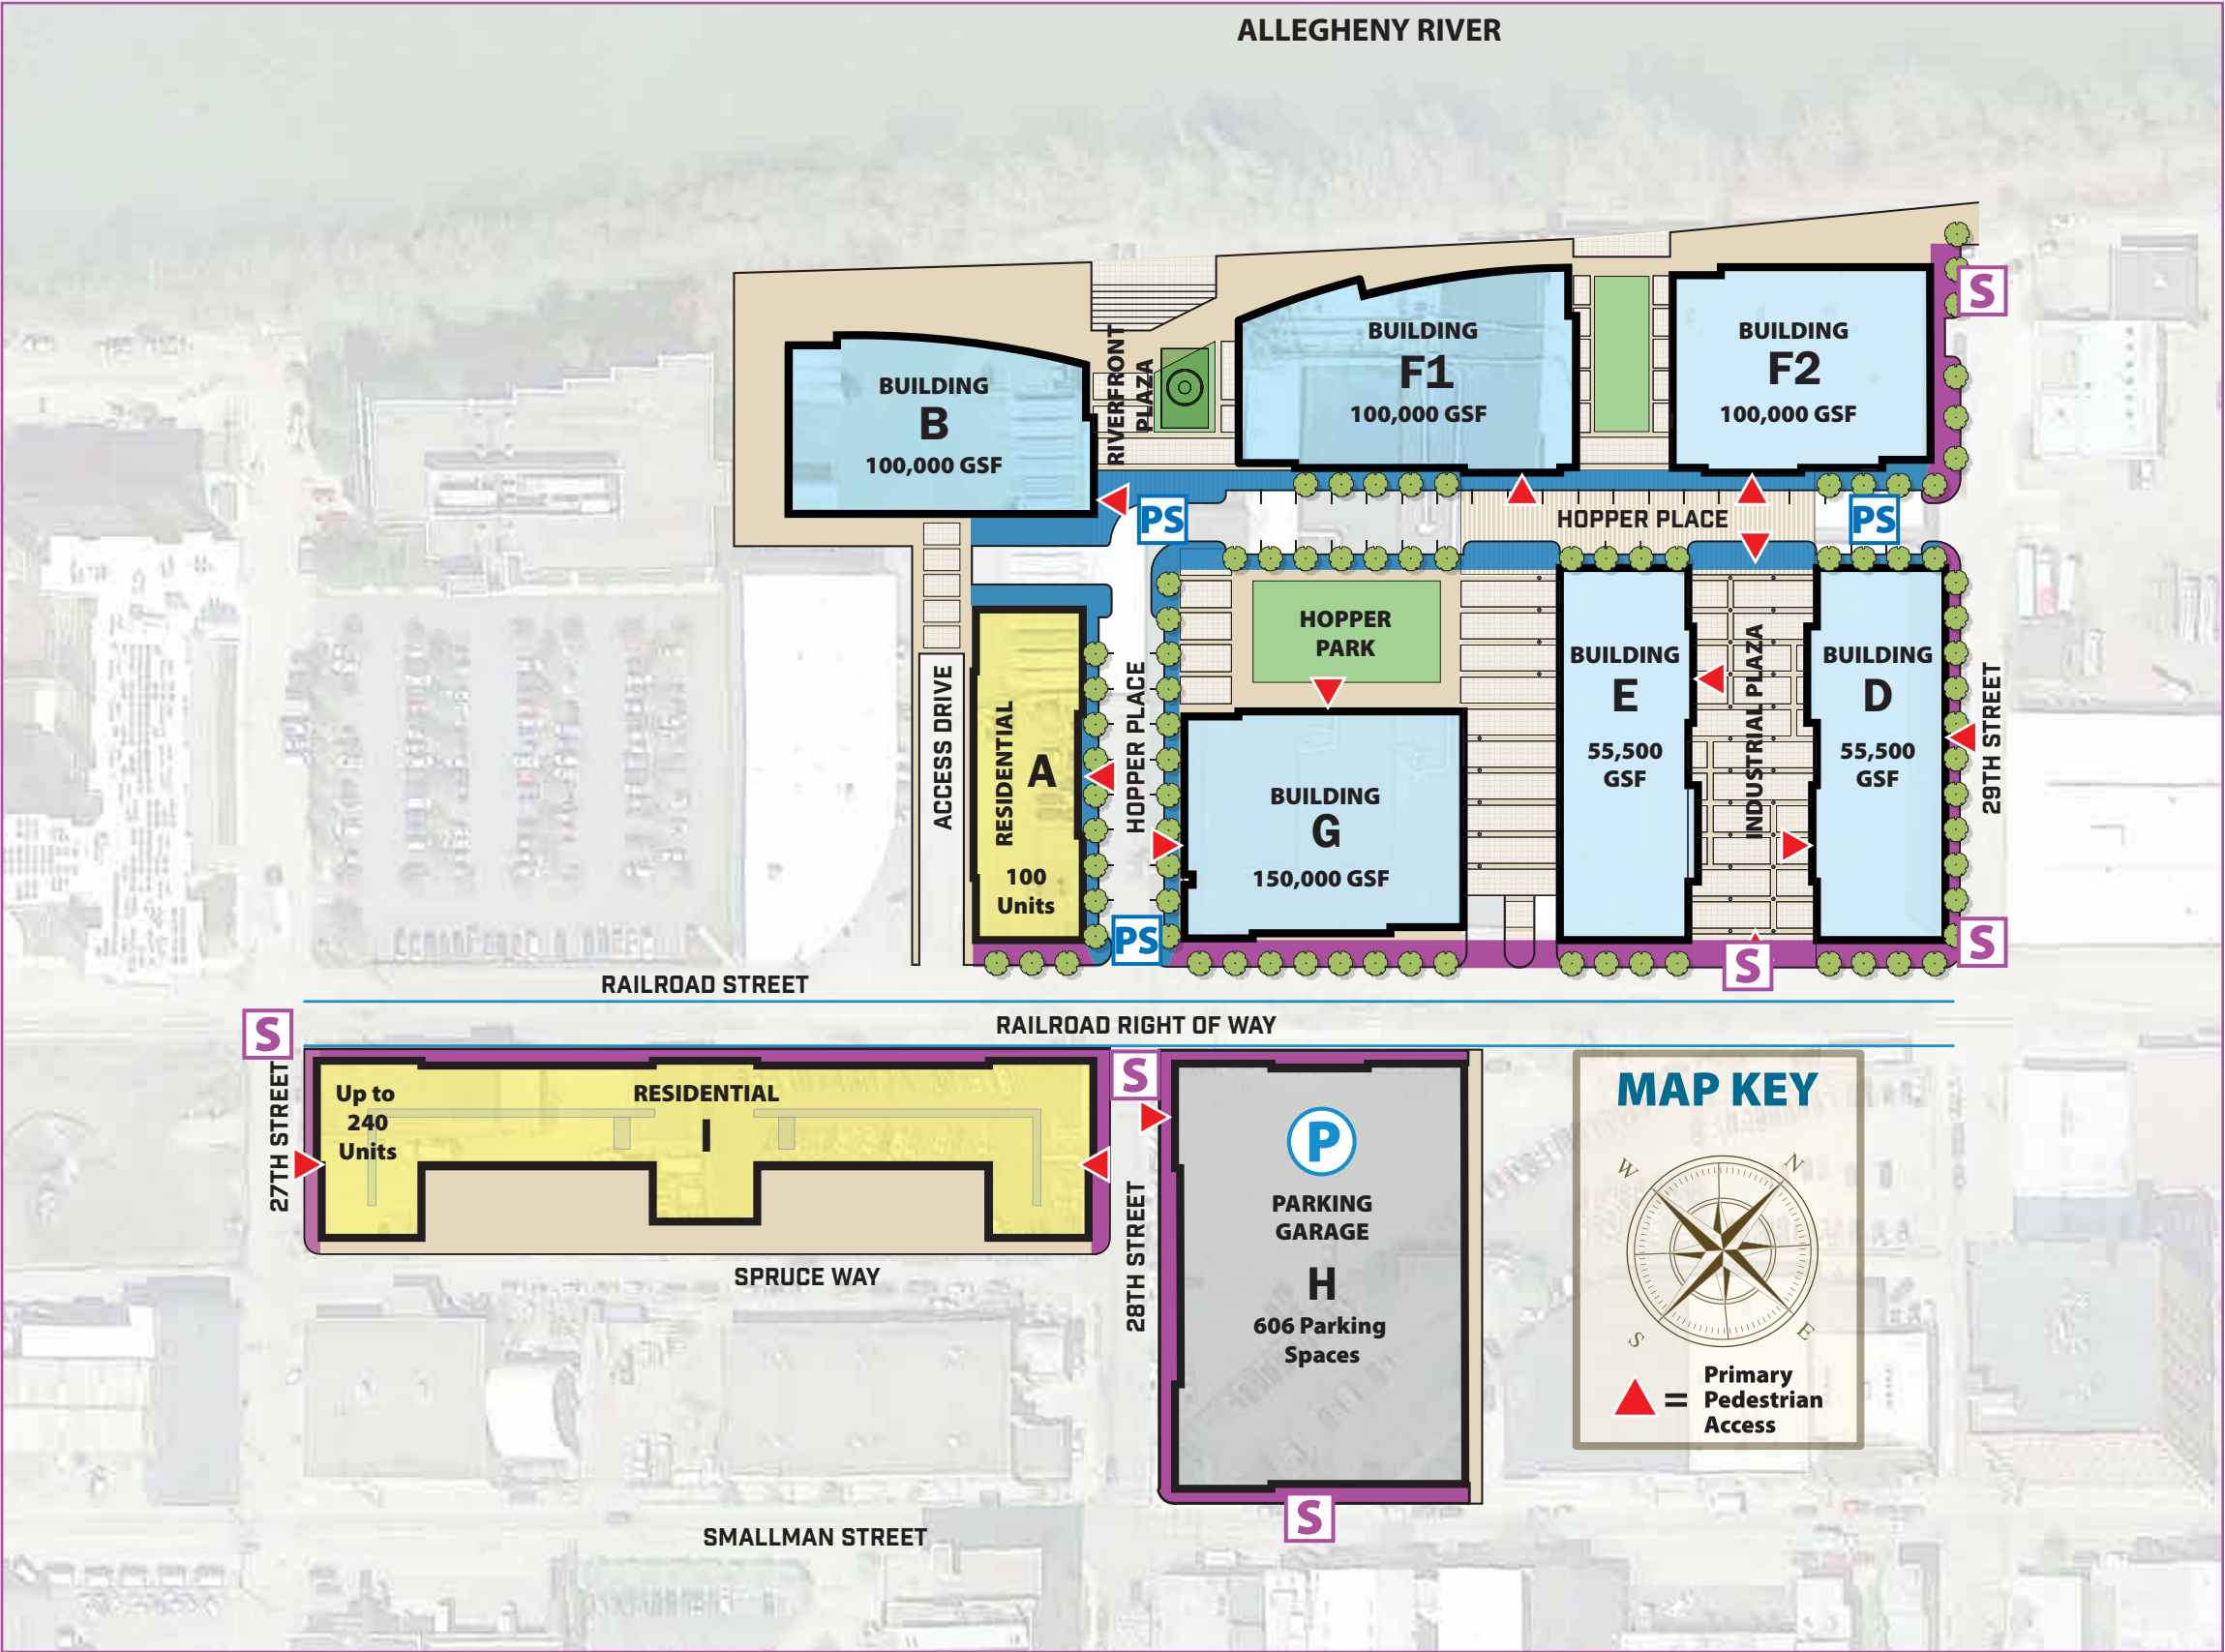 ALLEGHENY RIVER
S
BUILDING
B
100,000 GSF
RIVERFRONT
PLAZA
BUILDING
F1
100,000 GSF
BUILDING
F2
100,000 GSF
PS
HOPPER PLACE
PS
ACCESS DRIVE
RESIDENTIAL
A
100
Units
HOPPER PLACE
HOPPER
PARK
BUILDING
G
150,000 GSF
BUILDING
E
55,500
GSF
INDUSTRIAL PLAZA
BUILDING
D
55,500
GSF
29TH STREET
PS
S
S
RAILROAD STREET
RAILROAD RIGHT OF WAY
S
27TH STREET
Up to
240
Units
RESIDENTIAL
I
S
28TH STREET
P
PARKING
GARAGE
H
606 Parking
Spaces
SPRUCE WAY
S
SMALLMAN STREET
MAP KEY
W
N
S
E
=
Primary
Pedestrian
Access